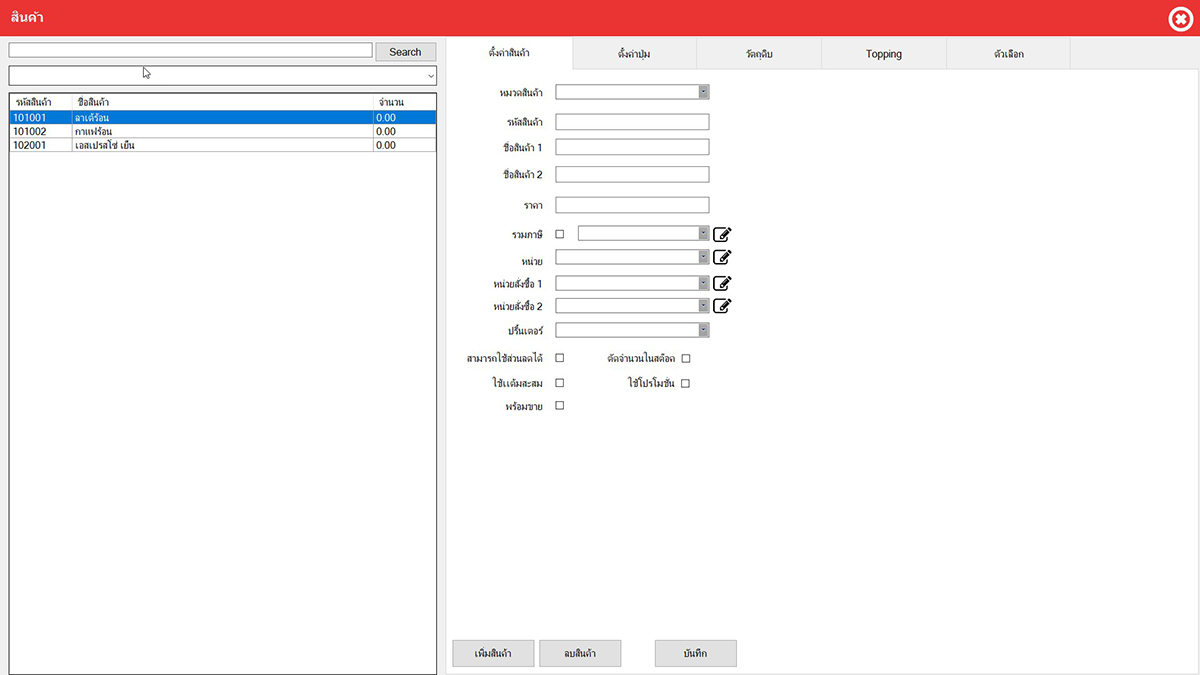 สินค้า
Search
รหัสสินค้า ชื่อสินค้า จำนวน
101001 ลาเต้ร้อน 0.00
101002 กาแฟร้อน 0.00
102001 เอสเปรสโซ่ เย็น 0.00
ตั้งค่าสินค้า ตั้งค่าปุ่ม วัตถุดิบ Topping ตัวเลือก
หมวดสินค้า
รหัสสินค้า
ชื่อสินค้า 1
ชื่อสินค้า 2
ราคา
รวมภาษี
หน่วย
หน่วยสั่งซื้อ 1
หน่วยสั่งซื้อ 2
ปริ้นเตอร์
สามารถใช้ส่วนลดได้ ตัดจำนวนในสต๊อค
ใช้แต้มสะสม ใช้โปรโมชั่น
พร้อมขาย
เพิ่มสินค้า ลบสินค้า บันทึก